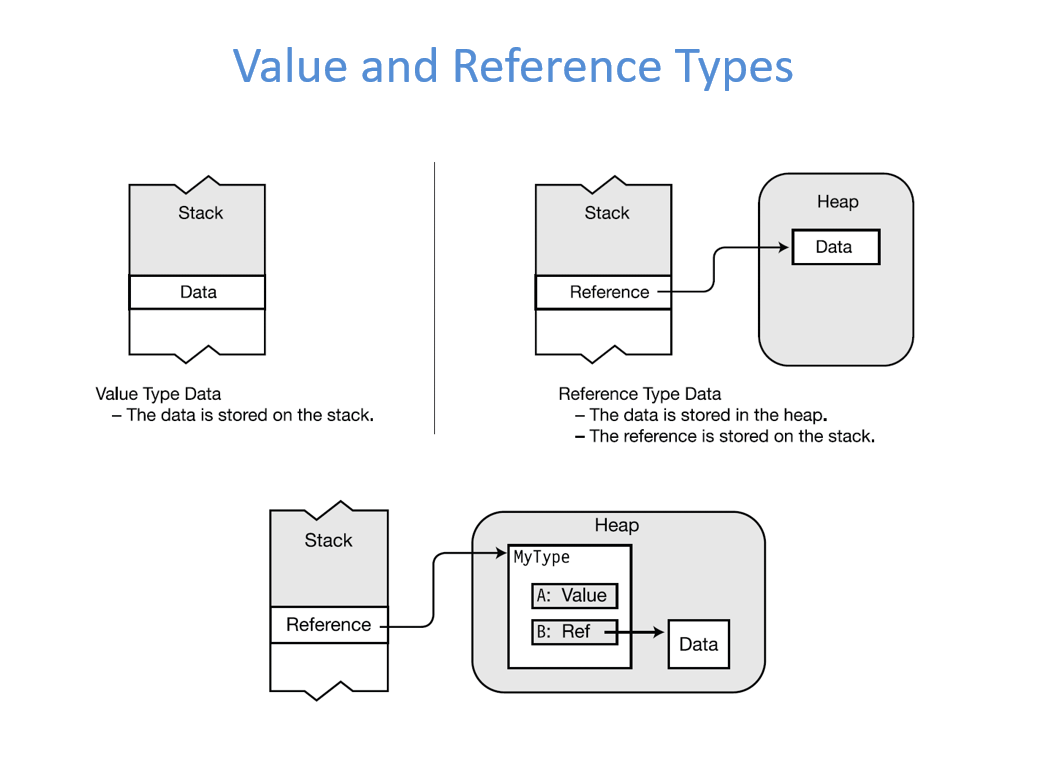 Value and Reference Types
Stack
Data
Value Type Data
– The data is stored on the stack.
Stack
Reference
Heap
Data
Reference Type Data
– The data is stored in the heap.
– The reference is stored on the stack.
Stack
Reference
Heap
MyType
A: Value
B: Ref
Data